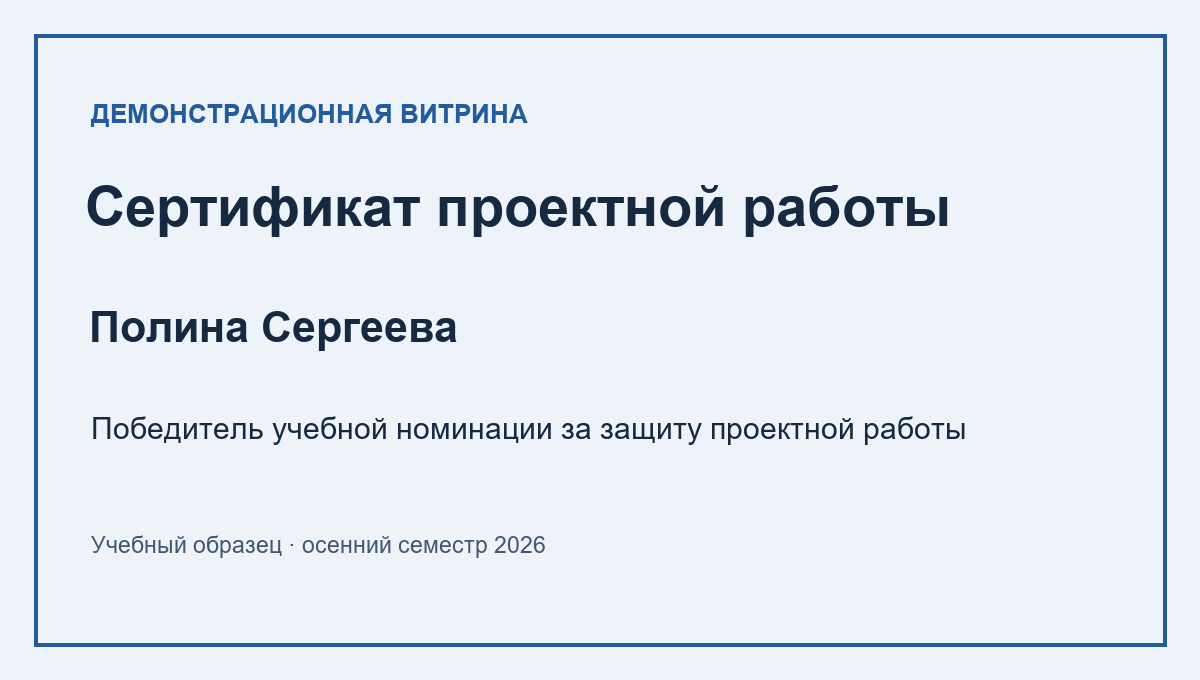 ДЕМОНСТРАЦИОННАЯ ВИТРИНА
Сертификат проектной работы
Полина Сергеева
Победитель учебной номинации за защиту проектной работы
Учебный образец · осенний семестр 2026